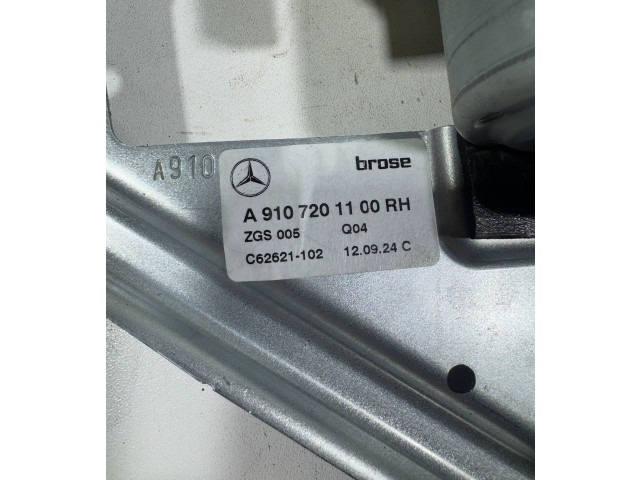 A910
brose
A 910 720 11 00 RH
ZGS 005 Q04
C62621-102 12.09.24 C